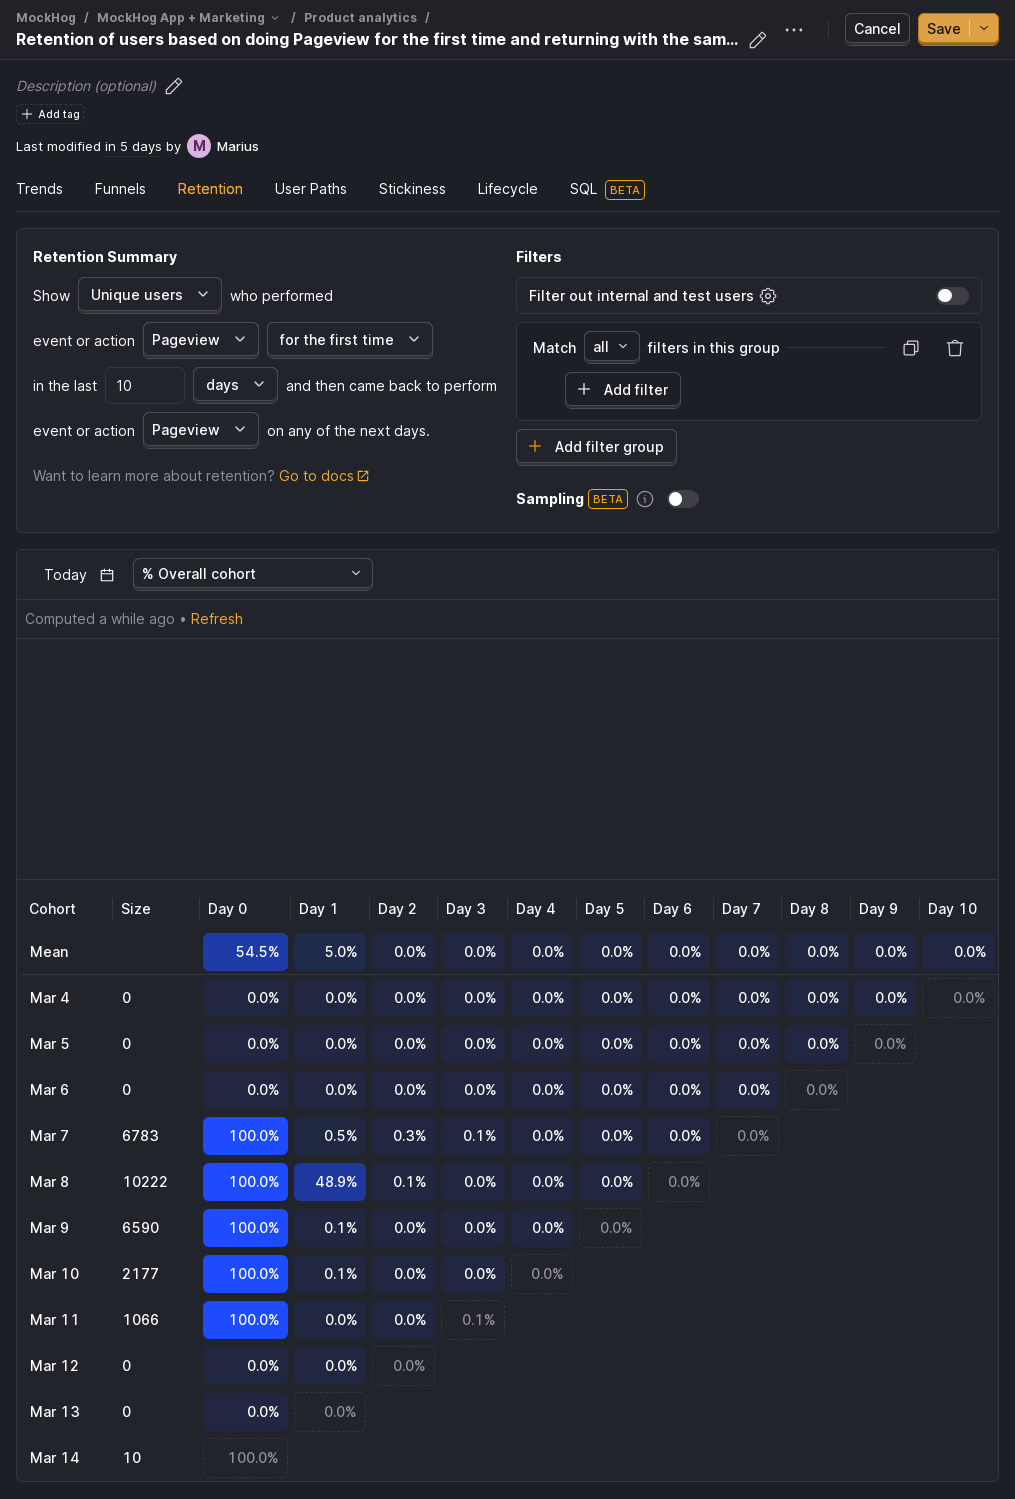 MockHog / MockHog App + Marketing / Product analytics /
Retention of users based on doing Pageview for the first time and returning with the sam...
Cancel
Save
Description (optional)
Add tag
Last modified in 5 days by M Marius
Trends Funnels Retention User Paths Stickiness Lifecycle SQL BETA
Retention Summary
Show Unique users who performed
event or action Pageview for the first time
in the last 10 days and then came back to perform
event or action Pageview on any of the next days.
Want to learn more about retention? Go to docs
Filters
Filter out internal and test users
Match all filters in this group
Add filter
Add filter group
Sampling BETA
Today % Overall cohort
Computed a while ago • Refresh
Cohort Size Day 0 Day 1 Day 2 Day 3 Day 4 Day 5 Day 6 Day 7 Day 8 Day 9 Day 10
Mean 54.5% 5.0% 0.0% 0.0% 0.0% 0.0% 0.0% 0.0% 0.0% 0.0% 0.0%
Mar 4 0 0.0% 0.0% 0.0% 0.0% 0.0% 0.0% 0.0% 0.0% 0.0% 0.0% 0.0%
Mar 5 0 0.0% 0.0% 0.0% 0.0% 0.0% 0.0% 0.0% 0.0% 0.0% 0.0%
Mar 6 0 0.0% 0.0% 0.0% 0.0% 0.0% 0.0% 0.0% 0.0% 0.0%
Mar 7 6783 100.0% 0.5% 0.3% 0.1% 0.0% 0.0% 0.0% 0.0%
Mar 8 10222 100.0% 48.9% 0.1% 0.0% 0.0% 0.0% 0.0%
Mar 9 6590 100.0% 0.1% 0.0% 0.0% 0.0% 0.0%
Mar 10 2177 100.0% 0.1% 0.0% 0.0% 0.0%
Mar 11 1066 100.0% 0.0% 0.0% 0.1%
Mar 12 0 0.0% 0.0% 0.0%
Mar 13 0 0.0% 0.0%
Mar 14 10 100.0%